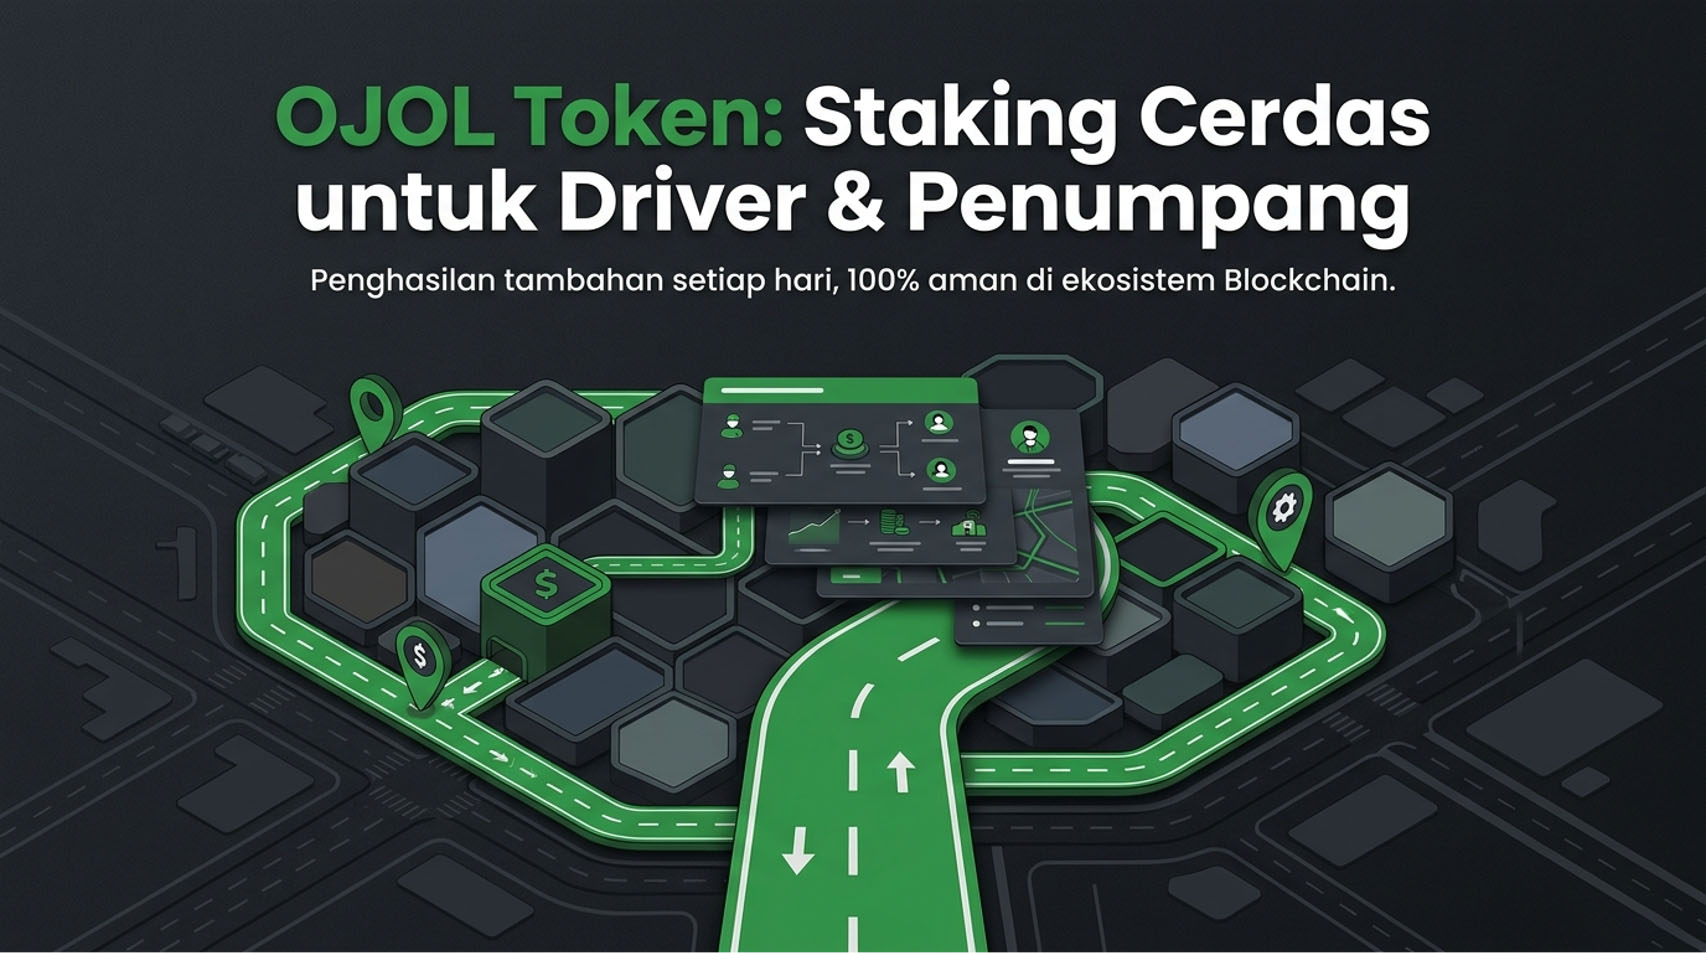 OJOL Token: Staking Cerdas
untuk Driver & Penumpang
Penghasilan tambahan setiap hari, 100% aman di ekosistem Blockchain.
$
$
$